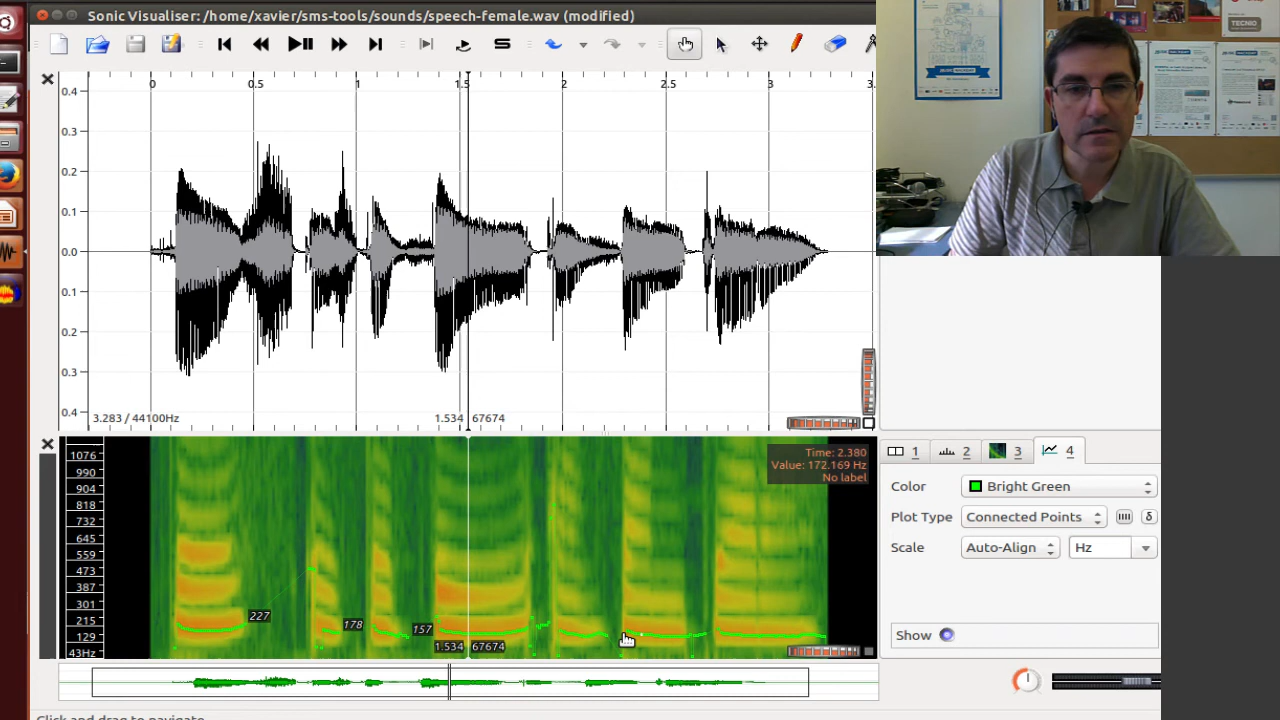 Sonic Visualiser: /home/xavier/sms-tools/sounds/speech-female.wav (modified)
0 0.5 1 1.5 2 2.5 3 3.
0.4
0.3
0.2
0.1
0.0
0.1
0.2
0.3
0.4
3.283 / 44100Hz
1.534 67674
1076
990
904
818
732
645
559
473
387
301
215
129
43Hz
Time: 2.380
Value: 172.169 Hz
No label
227
178
157
1.534 67674
1 2 3 4
Color Bright Green
Plot Type Connected Points δ
Scale Auto-Align Hz
Show
Click and drag to navigate
TECNIO